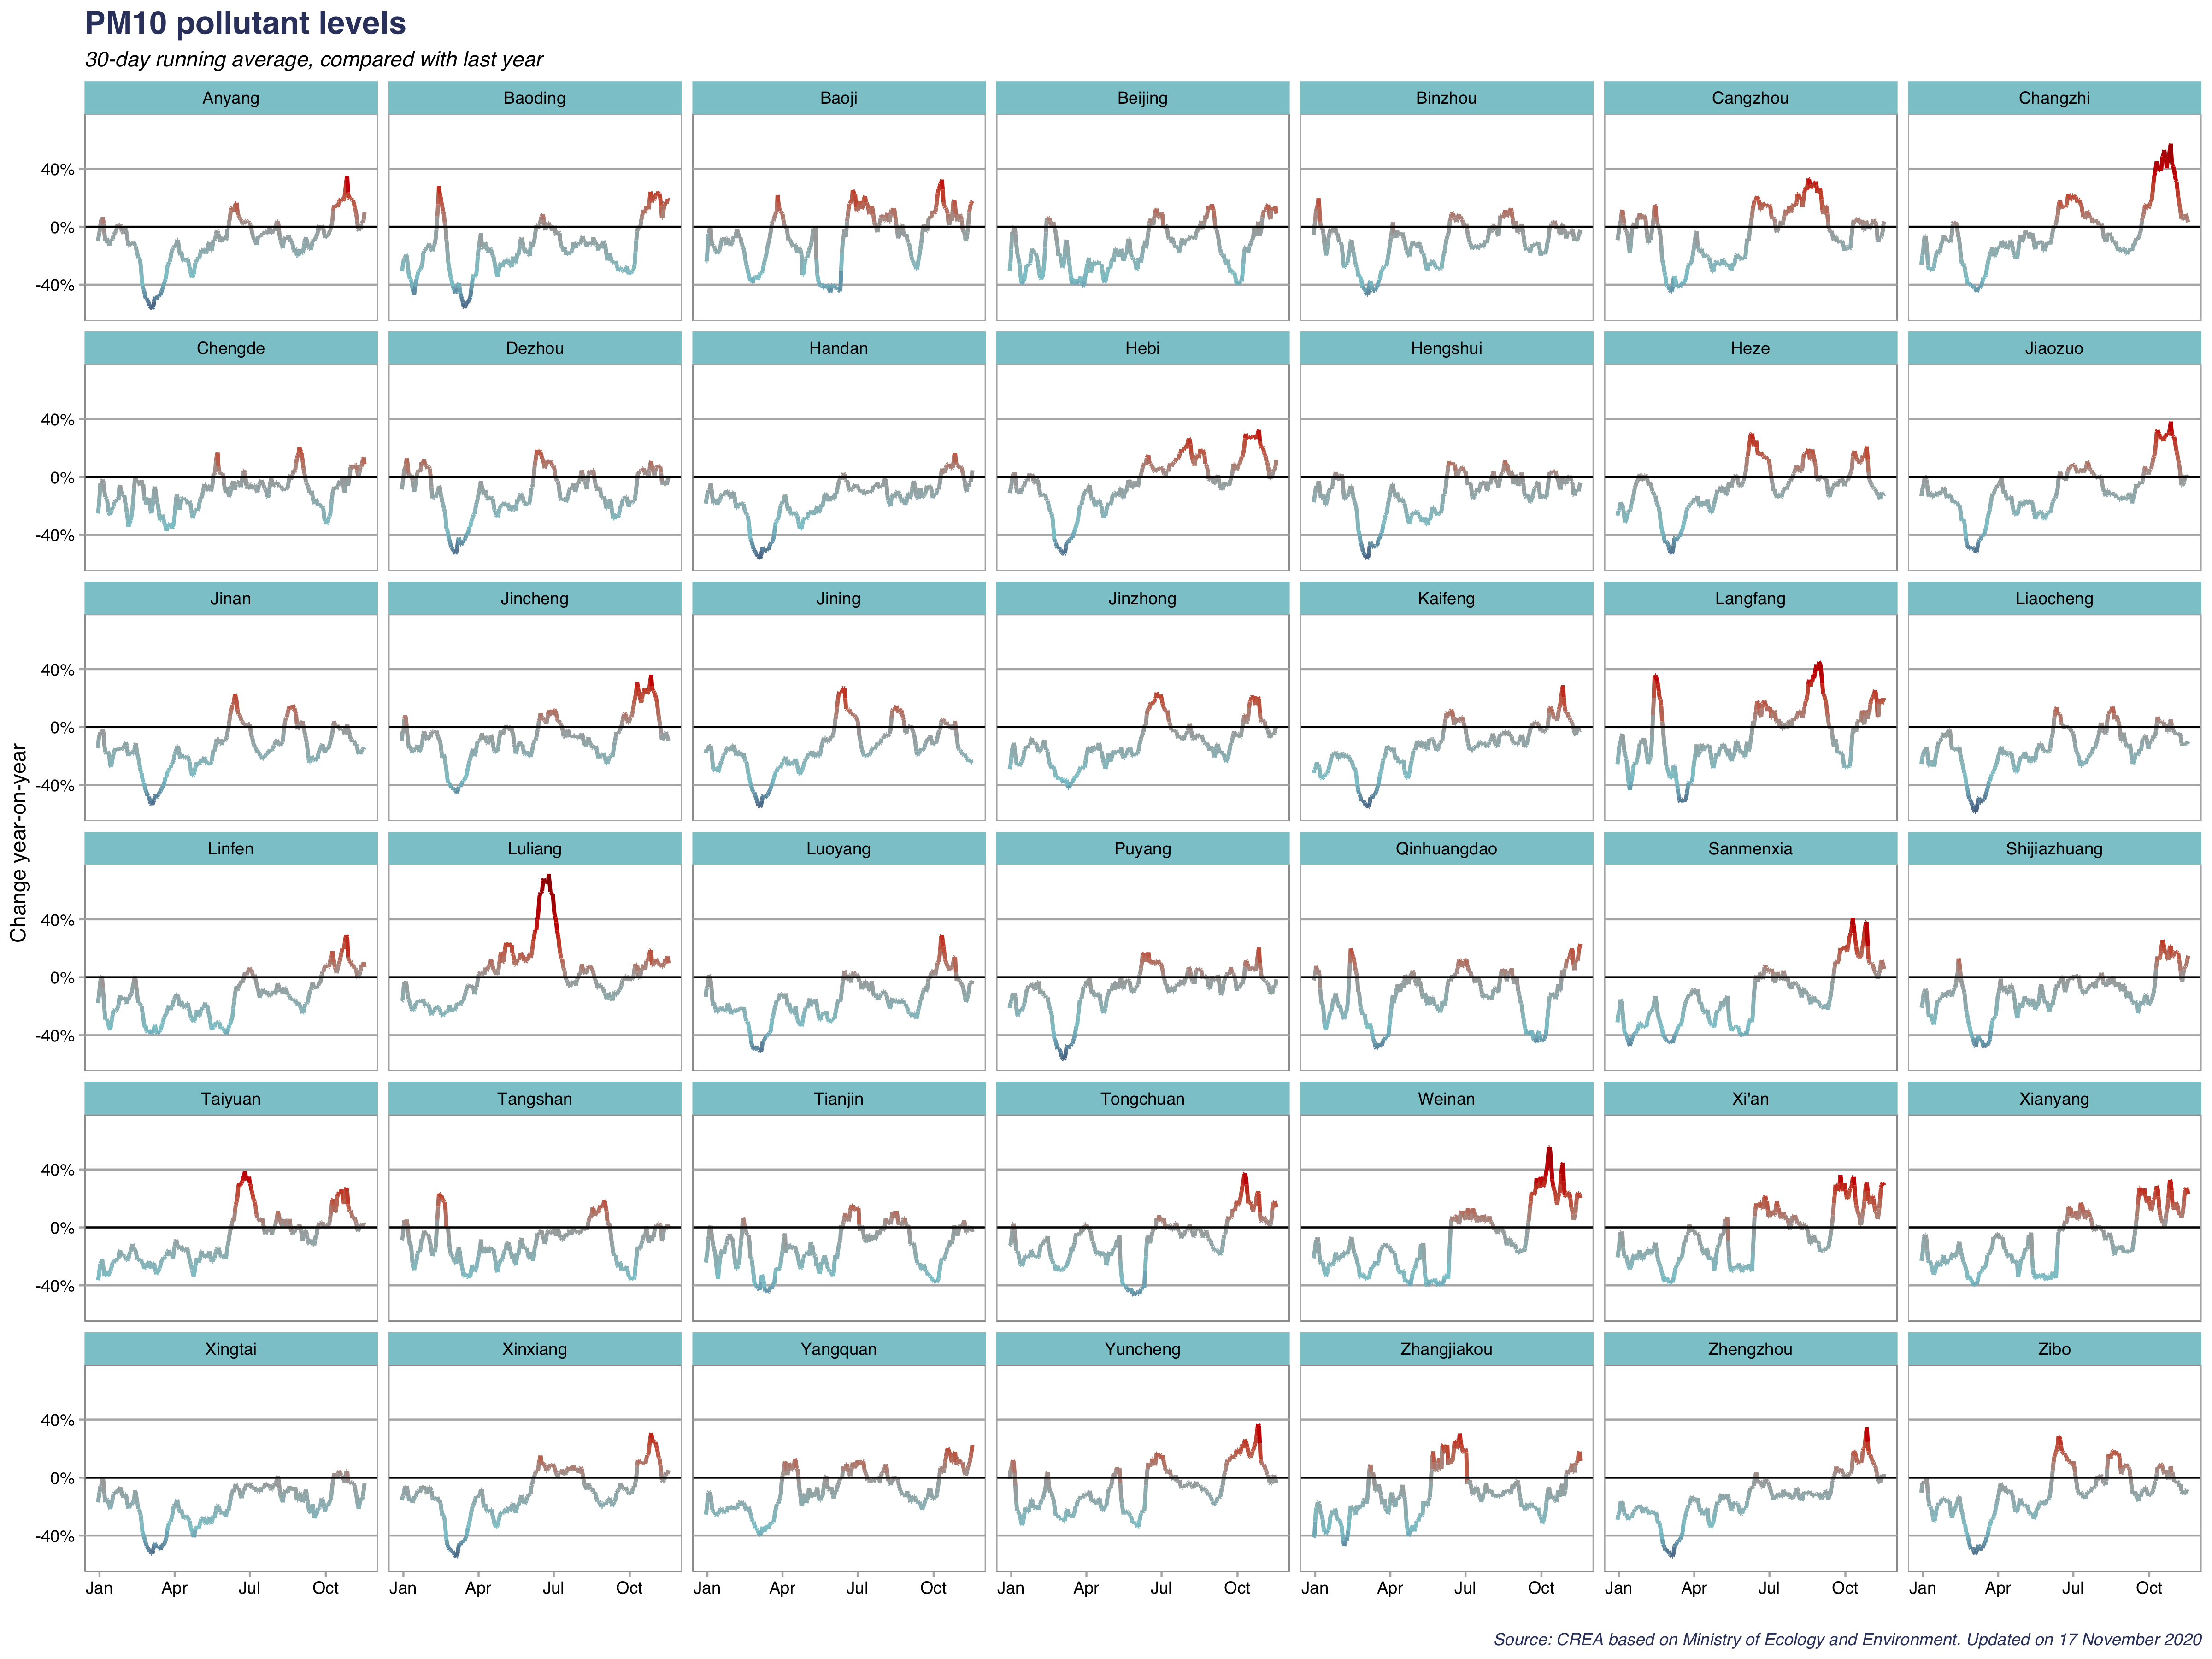 PM10 pollutant levels
30-day running average, compared with last year
Anyang Baoding Baoji Beijing Binzhou Cangzhou Changzhi
40%
0%
-40%
Chengde Dezhou Handan Hebi Hengshui Heze Jiaozuo
40%
0%
-40%
Jinan Jincheng Jining Jinzhong Kaifeng Langfang Liaocheng
40%
0%
-40%
Change year-on-year
Linfen Luliang Luoyang Puyang Qinhuangdao Sanmenxia Shijiazhuang
40%
0%
-40%
Taiyuan Tangshan Tianjin Tongchuan Weinan Xi'an Xianyang
40%
0%
-40%
Xingtai Xinxiang Yangquan Yuncheng Zhangjiakou Zhengzhou Zibo
40%
0%
-40%
Jan Apr Jul Oct Jan Apr Jul Oct Jan Apr Jul Oct Jan Apr Jul Oct Jan Apr Jul Oct Jan Apr Jul Oct Jan Apr Jul Oct
Source: CREA based on Ministry of Ecology and Environment. Updated on 17 November 2020